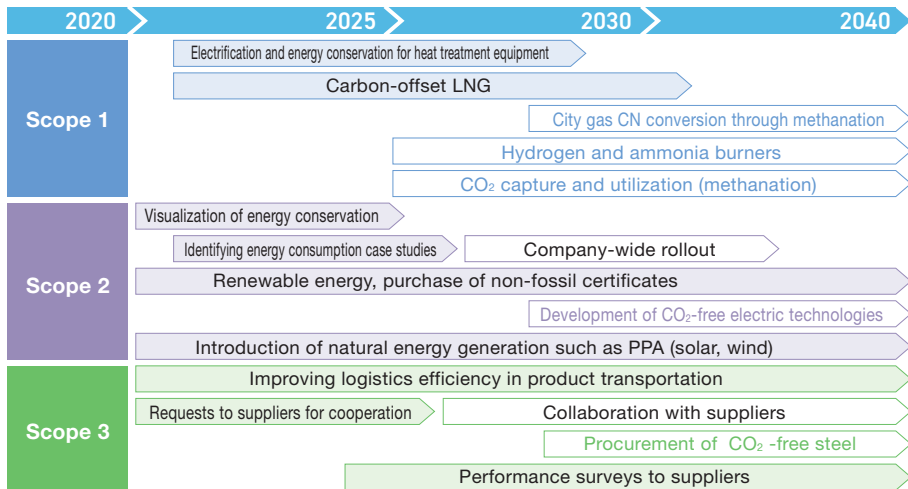 2020
2025
2030
2040
Scope 1
Electrification and energy conservation for heat treatment equipment
Carbon-offset LNG
City gas CN conversion through methanation
Hydrogen and ammonia burners
CO₂ capture and utilization (methanation)
Scope 2
Visualization of energy conservation
Identifying energy consumption case studies
Company-wide rollout
Renewable energy, purchase of non-fossil certificates
Development of CO₂-free electric technologies
Introduction of natural energy generation such as PPA (solar, wind)
Scope 3
Improving logistics efficiency in product transportation
Requests to suppliers for cooperation
Collaboration with suppliers
Procurement of CO₂ -free steel
Performance surveys to suppliers